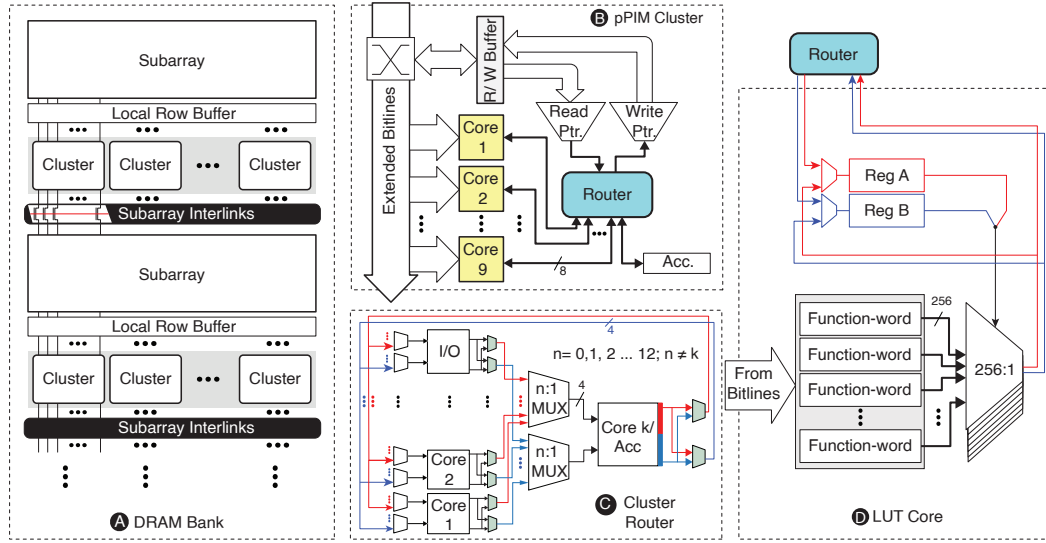 Subarray
Local Row Buffer
••• ••• •••
Cluster Cluster ••• Cluster
••• ••• •••
Subarray Interlinks
Subarray
Local Row Buffer
••• ••• •••
Cluster Cluster ••• Cluster
••• ••• •••
Subarray Interlinks
A DRAM Bank
B pPIM Cluster
Extended Bitlines
R/ W Buffer
Read
Ptr.
Write
Ptr.
Core
1
Core
2
Core
9
Router
•••
8
Acc.
4
I/O
n= 0,1, 2 ... 12; n ≠ k
n:1
MUX
4
n:1
MUX
Core k/
Acc
Core
2
Core
1
C Cluster
Router
Router
Reg A
Reg B
From
Bitlines
Function-word
Function-word
Function-word
Function-word
256
256:1
D LUT Core